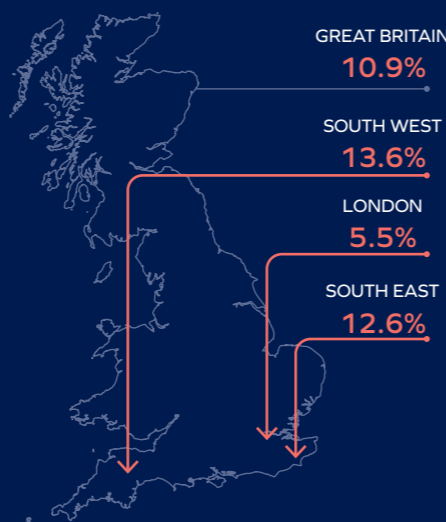 GREAT BRITAIN
10.9%
SOUTH WEST
13.6%
LONDON
5.5%
SOUTH EAST
12.6%